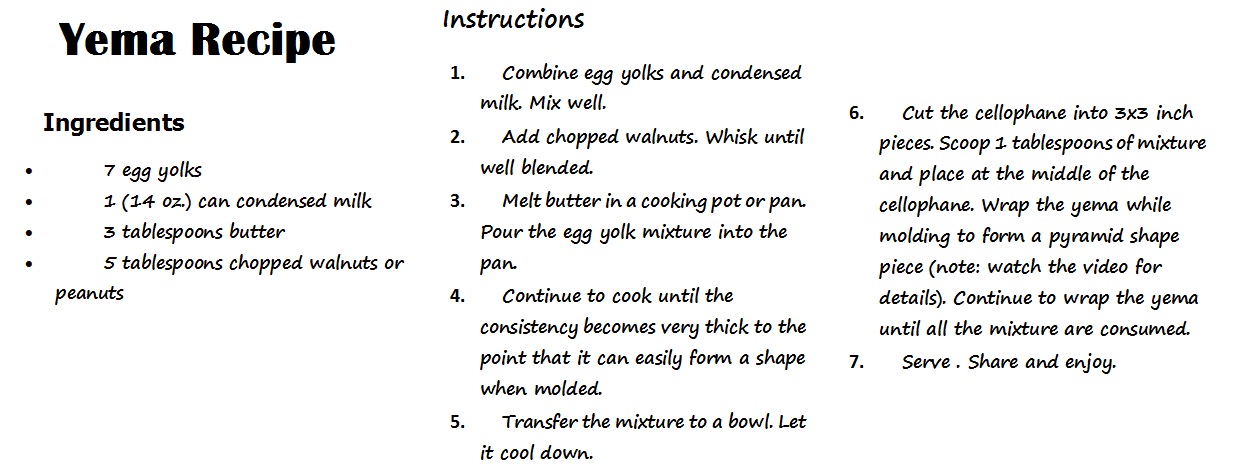 Yema Recipe
Ingredients
• 7 egg yolks
• 1 (14 oz.) can condensed milk
• 3 tablespoons butter
• 5 tablespoons chopped walnuts or
peanuts
Instructions
1. Combine egg yolks and condensed
milk. Mix well.
2. Add chopped walnuts. Whisk until
well blended.
3. Melt butter in a cooking pot or pan.
Pour the egg yolk mixture into the
pan.
4. Continue to cook until the
consistency becomes very thick to the
point that it can easily form a shape
when molded.
5. Transfer the mixture to a bowl. Let
it cool down.
6. Cut the cellophane into 3x3 inch
pieces. Scoop 1 tablespoons of mixture
and place at the middle of the
cellophane. Wrap the yema while
molding to form a pyramid shape
piece (note: watch the video for
details). Continue to wrap the yema
until all the mixture are consumed.
7. Serve . Share and enjoy.